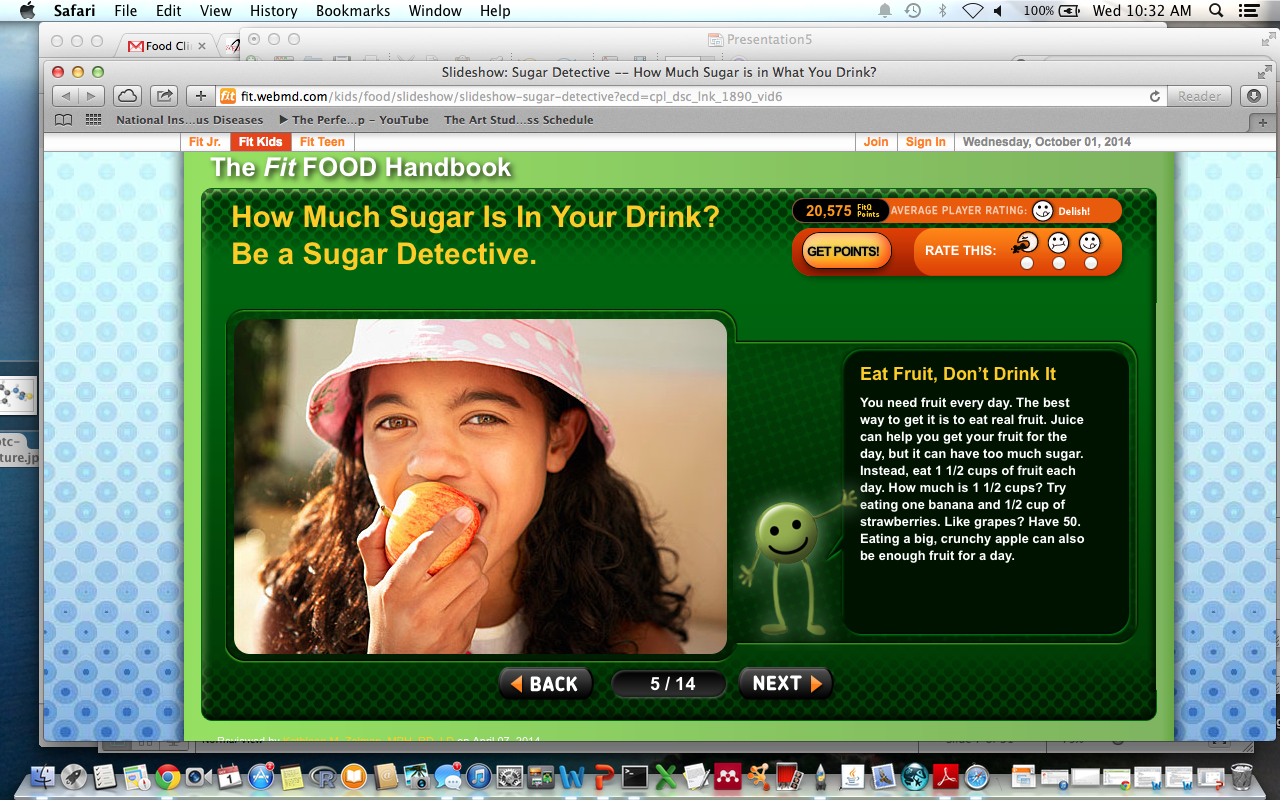 Safari File Edit View History Bookmarks Window Help 100% Wed 10:32 AM
Food Cli
Presentation5
Slideshow: Sugar Detective -- How Much Sugar is in What You Drink?
fit.webmd.com/kids/food/slideshow/slideshow-sugar-detective?ecd=cpl_dsc_lnk_1890_vid6
Reader
National Ins...us Diseases The Perfe...p - YouTube The Art Stud...ss Schedule
Fit Jr. Fit Kids Fit Teen Join Sign In Wednesday, October 01, 2014
The Fit FOOD Handbook
How Much Sugar Is In Your Drink?
Be a Sugar Detective.
20,575 FitQ Points AVERAGE PLAYER RATING: Delish!
GET POINTS! RATE THIS:
Eat Fruit, Don't Drink It
You need fruit every day. The best
way to get it is to eat real fruit. Juice
can help you get your fruit for the
day, but it can have too much sugar.
Instead, eat 1 1/2 cups of fruit each
day. How much is 1 1/2 cups? Try
eating one banana and 1/2 cup of
strawberries. Like grapes? Have 50.
Eating a big, crunchy apple can also
be enough fruit for a day.
BACK 5 / 14 NEXT